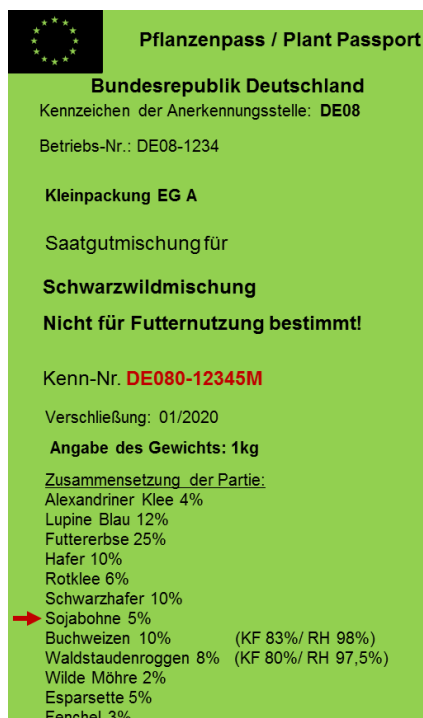 Pflanzenpass / Plant Passport
Bundesrepublik Deutschland
Kennzeichen der Anerkennungsstelle: DE08
Betriebs-Nr.: DE08-1234
Kleinpackung EG A
Saatgutmischung für
Schwarzwildmischung
Nicht für Futternutzung bestimmt!
Kenn-Nr. DE080-12345M
Verschließung: 01/2020
Angabe des Gewichts: 1kg
Zusammensetzung der Partie:
Alexandriner Klee 4%
Lupine Blau 12%
Futtererbse 25%
Hafer 10%
Rotklee 6%
Schwarzhafer 10%
Sojabohne 5%
Buchweizen 10% (KF 83%/ RH 98%)
Waldstaudenroggen 8% (KF 80%/ RH 97,5%)
Wilde Möhre 2%
Esparsette 5%
Fenchel 3%